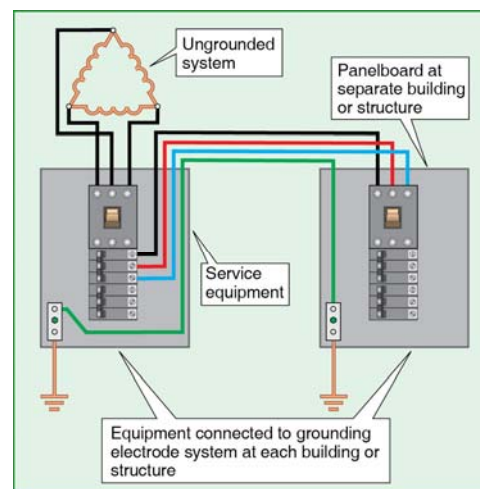 Ungrounded
system
Panelboard at
separate building
or structure
Service
equipment
Equipment connected to grounding
electrode system at each building or
structure